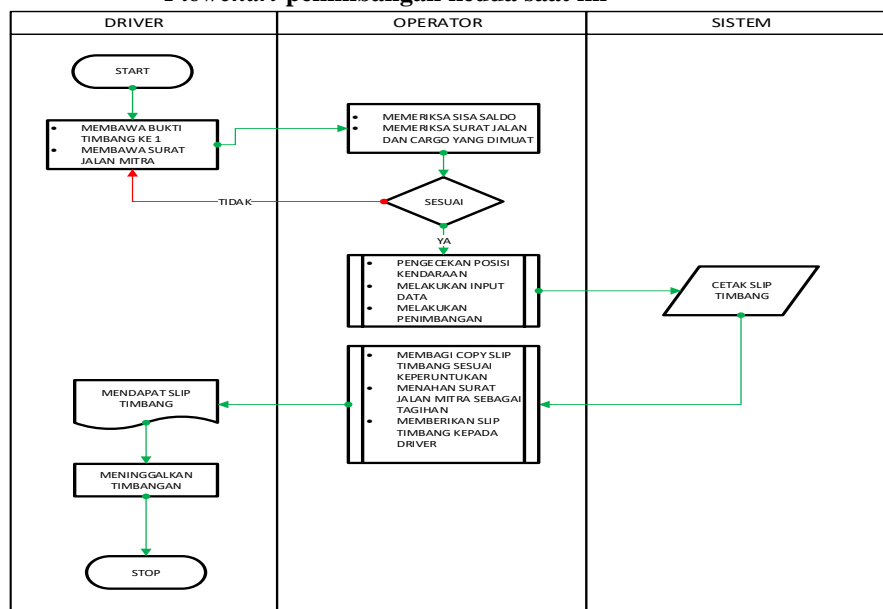 Flowchart penimbangan kedua saat ini
DRIVER
OPERATOR
SISTEM
START
• MEMBAWA BUKTI
TIMBANG KE 1
• MEMBAWA SURAT
JALAN MITRA
• MEMERIKSA SISA SALDO
• MEMERIKSA SURAT JALAN
DAN CARGO YANG DIMUAT
TIDAK
SESUAI
YA
• PENGECEKAN POSISI
KENDARAAN
• MELAKUKAN INPUT
DATA
• MELAKUKAN
PENIMBANGAN
CETAK SLIP
TIMBANG
• MEMBAGI COPY SLIP
TIMBANG SESUAI
KEPERUNTUKAN
• MENAHAN SURAT
JALAN MITRA SEBAGAI
TAGIHAN
• MEMBERIKAN SLIP
TIMBANG KEPADA
DRIVER
MENDAPAT SLIP
TIMBANG
MENINGGALKAN
TIMBANGAN
STOP